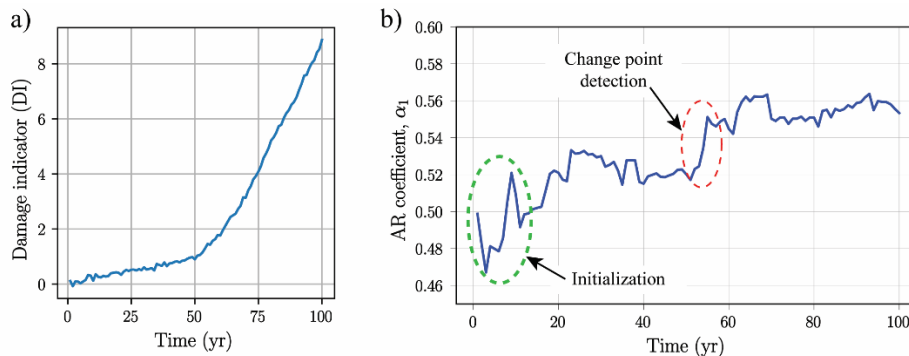 a)
Damage indicator (DI)
8
6
4
2
0
0 25 50 75 100
Time (yr)
b)
AR coefficient, α₁
0.60
0.56
0.54
0.52
0.50
0.48
0.46
Change point
detection
Initialization
0 20 40 60 80 100
Time (yr)